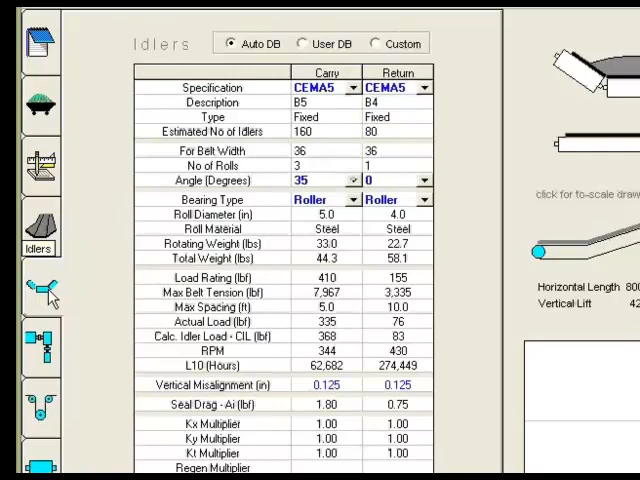 Idlers Auto DB User DB Custom
Carry Return
Specification CEMA5 CEMA5
Description B5 B4
Type Fixed Fixed
Estimated No of Idlers 160 80
For Belt Width 36 36
No of Rolls 3 1
Angle (Degrees) 35 0
Bearing Type Roller Roller
Roll Diameter (in) 5.0 4.0
Roll Material Steel Steel
Rotating Weight (lbs) 33.0 22.7
Total Weight (lbs) 44.3 58.1
Load Rating (lbf) 410 155
Max Belt Tension (lbf) 7,967 3,335
Max Spacing (ft) 5.0 10.0
Actual Load (lbf) 335 76
Calc. Idler Load - CIL (lbf) 368 83
RPM 344 430
L10 (Hours) 62,682 274,449
Vertical Misalignment (in) 0.125 0.125
Seal Drag - Ai (lbf) 1.80 0.75
Kx Multiplier 1.00 1.00
Ky Multiplier 1.00 1.00
Kt Multiplier 1.00 1.00
Regen Multiplier
Idlers
click for to-scale draw
Horizontal Length 800
Vertical Lift 42